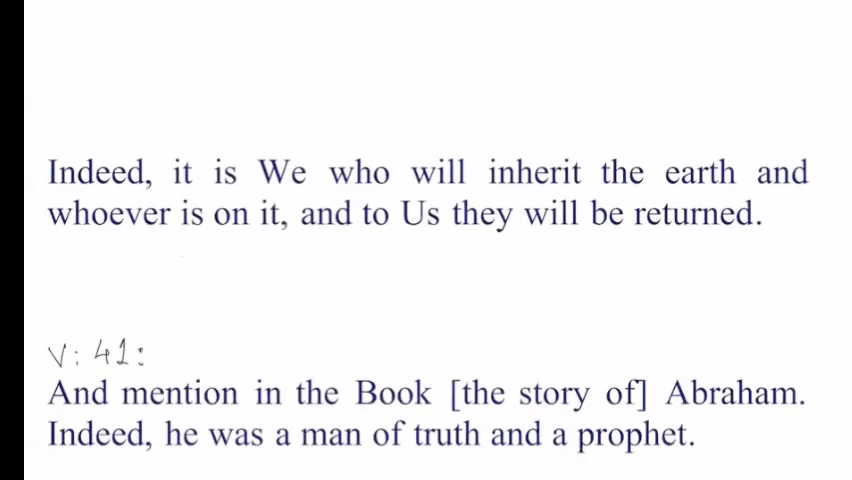 Indeed, it is We who will inherit the earth and
whoever is on it, and to Us they will be returned.
V: 41:
And mention in the Book [the story of] Abraham.
Indeed, he was a man of truth and a prophet.